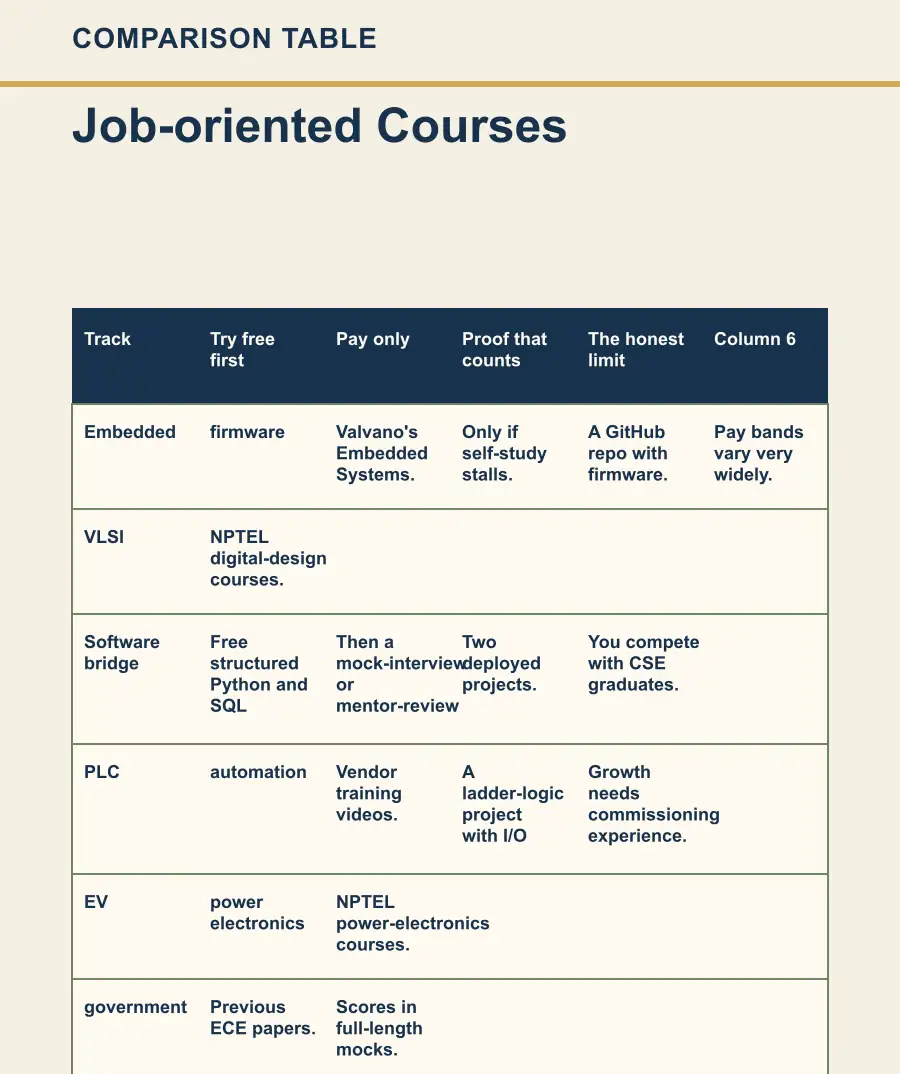 COMPARISON TABLE
Job-oriented Courses
Track
Try free
first
Pay only
Proof that
counts
The honest
limit
Column 6
Embedded
firmware
Valvano's
Embedded
Systems.
Only if
self-study
stalls.
A GitHub
repo with
firmware.
Pay bands
vary very
widely.
VLSI
NPTEL
digital-design
courses.
Software
bridge
Free
structured
Python and
SQL
Then a
mock-interview
or
mentor-review
Two
deployed
projects.
You compete
with CSE
graduates.
PLC
automation
Vendor
training
videos.
A
ladder-logic
project
with I/O
Growth
needs
commissioning
experience.
EV
power
electronics
NPTEL
power-electronics
courses.
government
Previous
ECE papers.
Scores in
full-length
mocks.